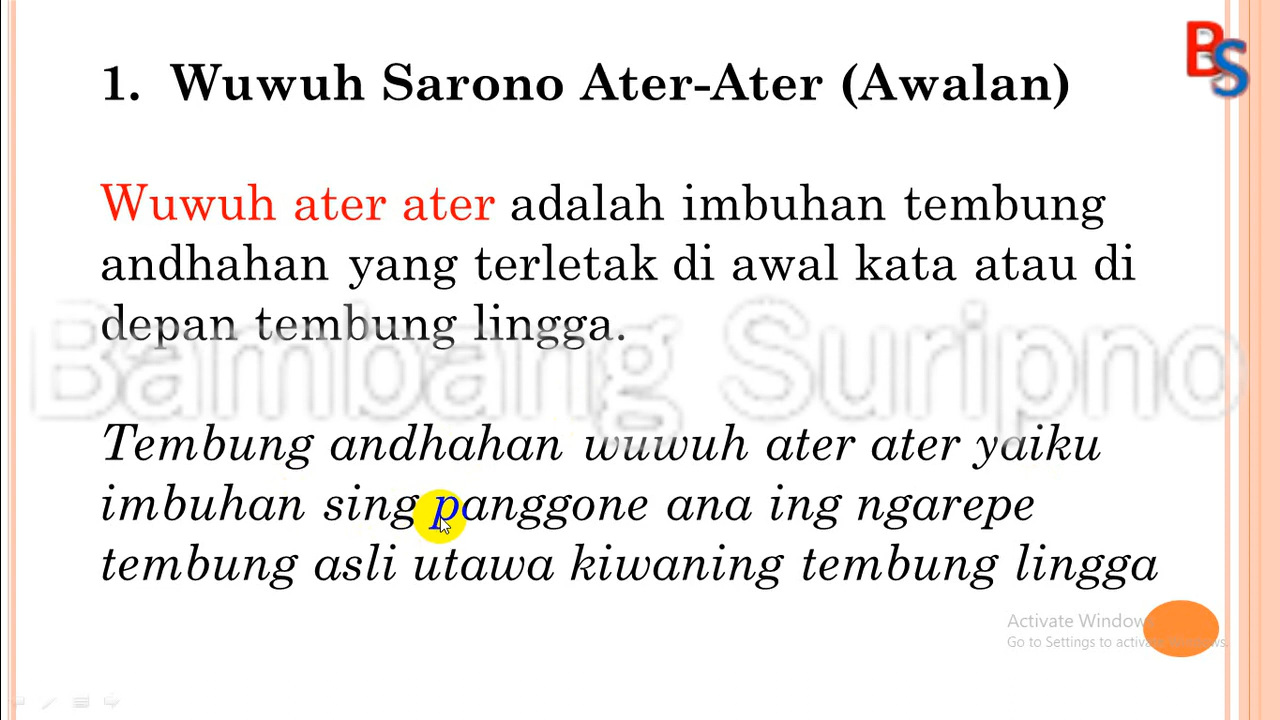 BS
1. Wuwuh Sarono Ater-Ater (Awalan)
Wuwuh ater ater adalah imbuhan tembung
andhahan yang terletak di awal kata atau di
depan tembung lingga.
Bambang Suripno
Tembung andhahan wuwuh ater ater yaiku
imbuhan sing panggone ana ing ngarepe
tembung asli utawa kiwaning tembung lingga
Activate Windows
Go to Settings to activate Windows.